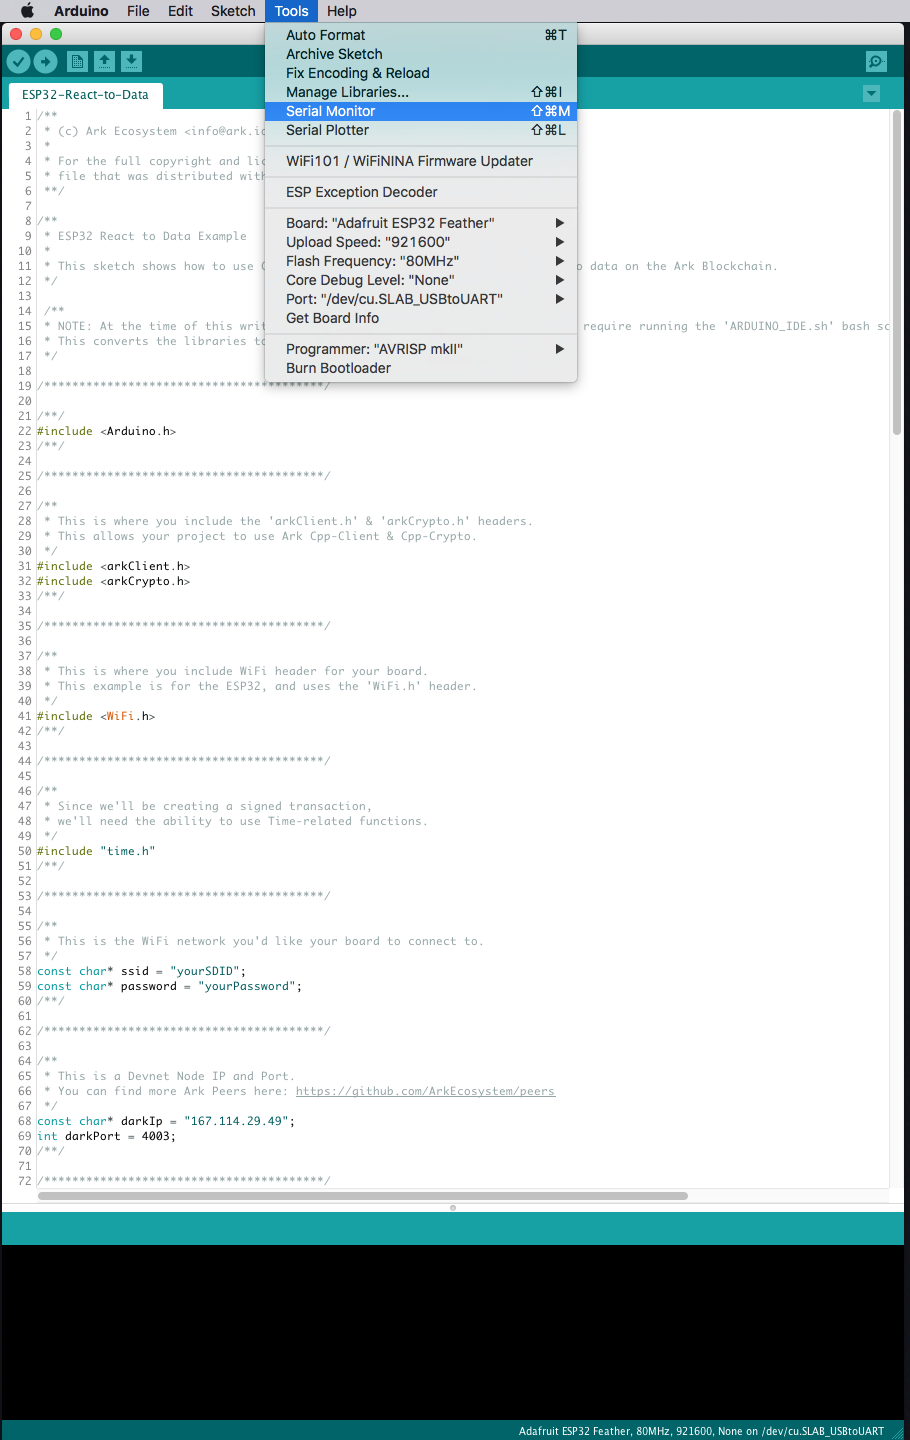 Arduino File Edit Sketch Tools Help
Auto Format ⌘T
Archive Sketch
Fix Encoding & Reload
Manage Libraries... ⇧⌘I
Serial Monitor ⇧⌘M
Serial Plotter ⇧⌘L
WiFi101 / WiFiNINA Firmware Updater
ESP Exception Decoder
Board: "Adafruit ESP32 Feather" ▶
Upload Speed: "921600" ▶
Flash Frequency: "80MHz" ▶
Core Debug Level: "None" ▶
Port: "/dev/cu.SLAB_USBtoUART" ▶
Get Board Info
Programmer: "AVRISP mkII" ▶
Burn Bootloader
ESP32-React-to-Data
1 /**
2 * (c) Ark Ecosystem <info@ark.i
3 *
4 * For the full copyright and li
5 * file that was distributed with
6 **/
7
8 /**
9 * ESP32 React to Data Example
10 *
11 * This sketch shows how to use data on the Ark Blockchain.
12 */
13
14 /**
15 * NOTE: At the time of this writ require running the 'ARDUINO_IDE.sh' bash sc
16 * This converts the libraries to
17 */
18
19 /****************************************/
20
21 /**/
22 #include <Arduino.h>
23 /**/
24
25 /****************************************/
26
27 /**
28 * This is where you include the 'arkClient.h' & 'arkCrypto.h' headers.
29 * This allows your project to use Ark Cpp-Client & Cpp-Crypto.
30 */
31 #include <arkClient.h>
32 #include <arkCrypto.h>
33 /**/
34
35 /****************************************/
36
37 /**
38 * This is where you include WiFi header for your board.
39 * This example is for the ESP32, and uses the 'WiFi.h' header.
40 */
41 #include <WiFi.h>
42 /**/
43
44 /****************************************/
45
46 /**
47 * Since we'll be creating a signed transaction,
48 * we'll need the ability to use Time-related functions.
49 */
50 #include "time.h"
51 /**/
52
53 /****************************************/
54
55 /**
56 * This is the WiFi network you'd like your board to connect to.
57 */
58 const char* ssid = "yourSDID";
59 const char* password = "yourPassword";
60 /**/
61
62 /****************************************/
63
64 /**
65 * This is a Devnet Node IP and Port.
66 * You can find more Ark Peers here: https://github.com/ArkEcosystem/peers
67 */
68 const char* darkIp = "167.114.29.49";
69 int darkPort = 4003;
70 /**/
71
72 /****************************************/
Adafruit ESP32 Feather, 80MHz, 921600, None on /dev/cu.SLAB_USBtoUART